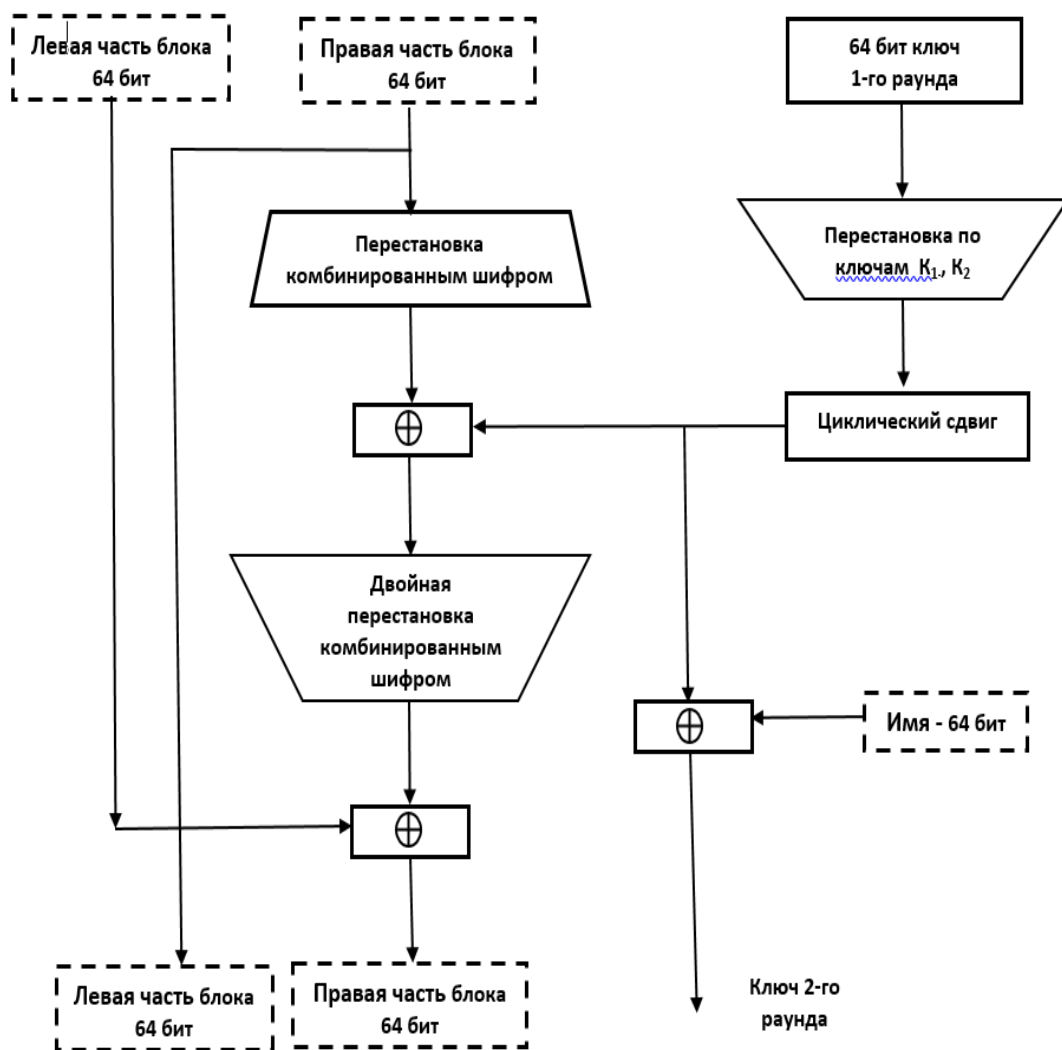 Левая часть блока
64 бит
Правая часть блока
64 бит
64 бит ключ
1-го раунда
Перестановка
комбинированным шифром
Перестановка по
ключам К1., К2
Циклический сдвиг
Двойная
перестановка
комбинированным
шифром
Имя - 64 бит
Левая часть блока
64 бит
Правая часть блока
64 бит
Ключ 2-го
раунда